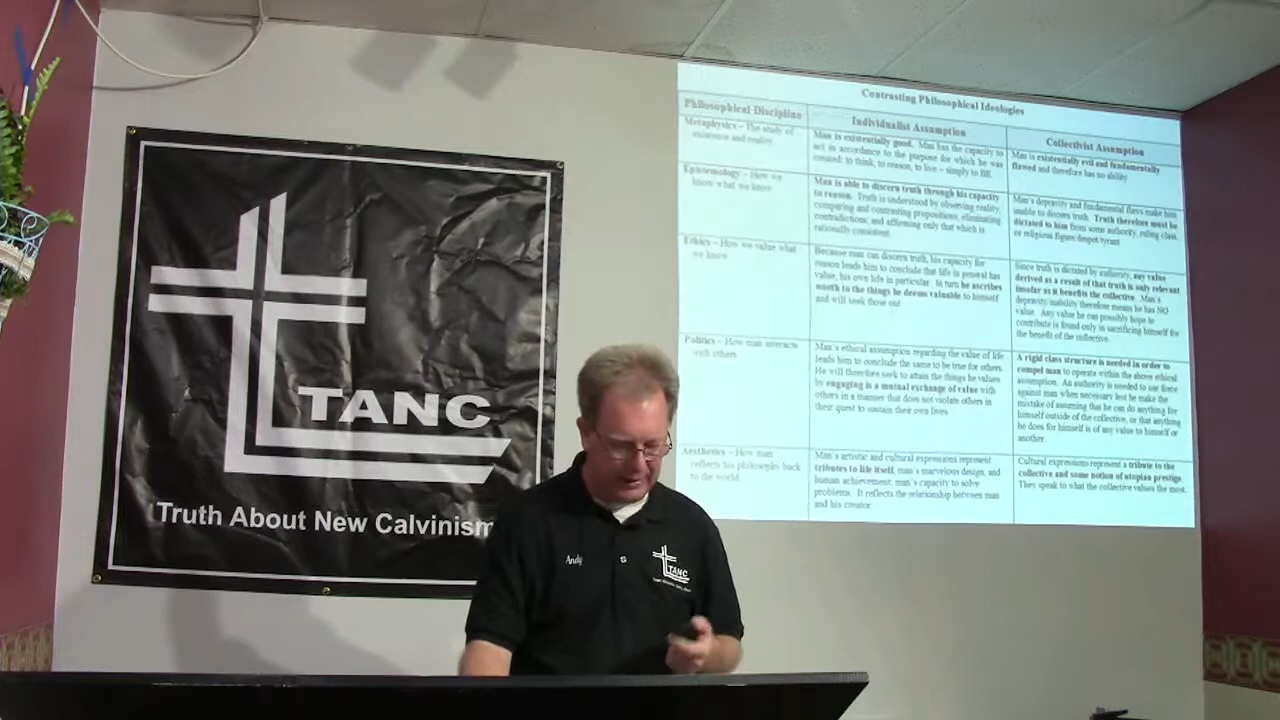 TANC
Truth About New Calvinism
Andy
TANC
Contrasting Philosophical Ideologies
Philosophical Discipline
Individualist Assumption
Collectivist Assumption
Metaphysics – The study of
existence and reality
Man is existentially good. Man has the capacity to
act in accordance to the purpose for which he was
created: to think, to reason, to live – simply to BE.
Man is existentially evil and fundamentally
flawed and therefore has no ability
Epistemology – How we
know what we know
Man is able to discern truth through his capacity
to reason. Truth is understood by observing reality,
comparing and contrasting propositions, eliminating
contradictions, and affirming only that which is
rationally consistent.
Man's depravity and fundamental flaws make him
unable to discern truth. Truth therefore must be
dictated to him from some authority, ruling class,
or religious figure/despot/tyrant
Ethics – How we value what
we know
Because man can discern truth, his capacity for
reason leads him to conclude that life in general has
value, his own life in particular. In turn he ascribes
worth to the things he deems valuable to himself
and will seek those out
Since truth is dictated by authority, any value
derived as a result of that truth is only relevant
insofar as it benefits the collective. Man's
depravity/inability therefore means he has NO
value. Any value he can possibly hope to
contribute is found only in sacrificing himself for
the benefit of the collective.
Politics – How man interacts
with others
Man's ethical assumption regarding the value of life
leads him to conclude the same to be true for others.
He will therefore seek to attain the things he values
by engaging is a mutual exchange of value with
others in a manner that does not violate others in
their quest to sustain their own lives.
A rigid class structure is needed in order to
compel man to operate within the above ethical
assumption. An authority is needed to use force
against man when necessary lest he make the
mistake of assuming that he can do anything for
himself outside of the collective, or that anything
he does for himself is of any value to himself or
another
Aesthetics – How man
reflects his philosophy back
to the world.
Man's artistic and cultural expressions represent
tributes to life itself, man's marvelous design, and
human achievement; man's capacity to solve
problems. It reflects the relationship between man
and his creator
Cultural expressions represent a tribute to the
collective and some notion of utopian prestige.
They speak to what the collective values the most.